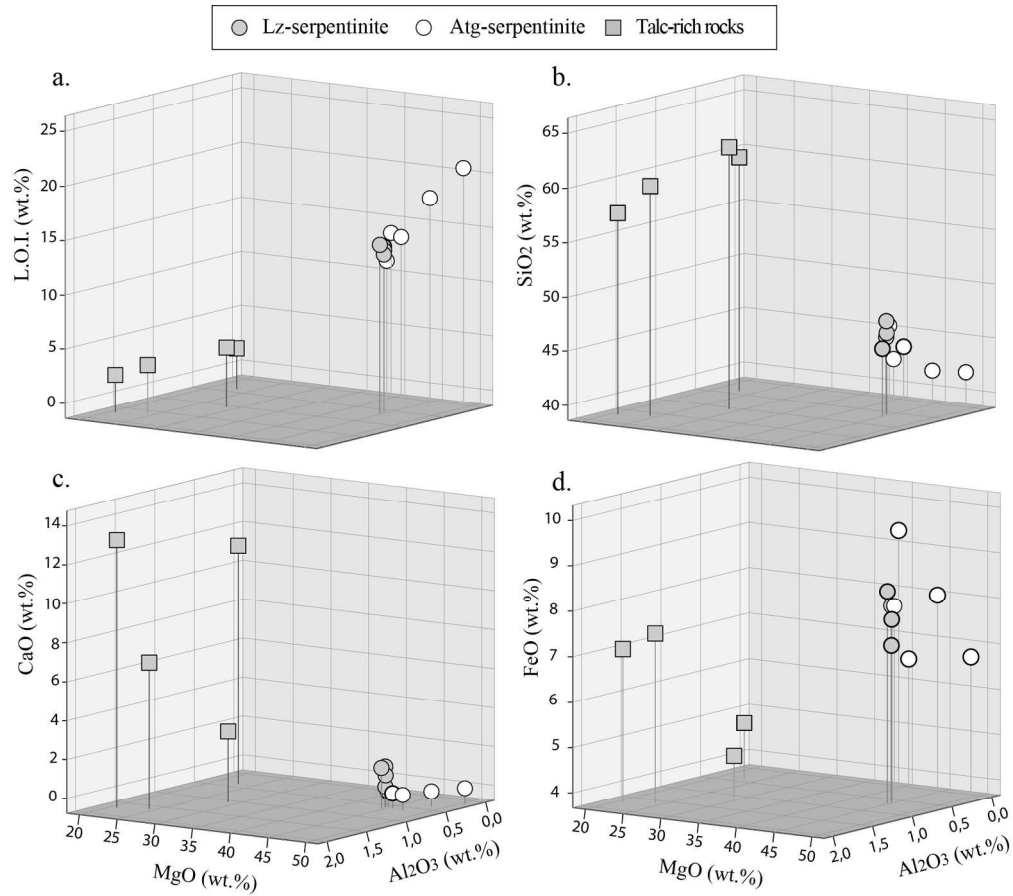 Lz-serpentinite Atg-serpentinite Talc-rich rocks
a.
25
20
15
10
5
0
L.O.I. (wt.%)
b.
65
60
55
50
45
40
SiO2 (wt.%)
c.
14
12
10
8
6
4
2
0
CaO (wt.%)
20 25 30 35 40 45 50
MgO (wt.%)
2,0 1,5 1,0 0,5 0,0
Al2O3 (wt.%)
d.
10
9
8
7
6
5
4
FeO (wt.%)
20 25 30 35 40 45 50
MgO (wt.%)
2,0 1,5 1,0 0,5 0,0
Al2O3 (wt.%)